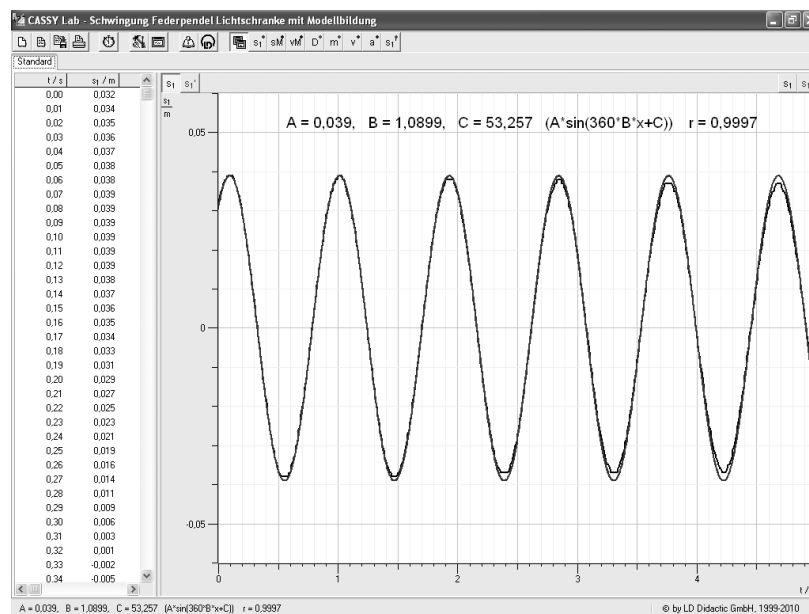 CASSY Lab - Schwingung Federpendel Lichtschranke mit Modellbildung
s₁* sM* vM* D* m* v* a* s₁*
Standard
t / s s₁ / m
0,00 0,032
0,01 0,034
0,02 0,035
0,03 0,036
0,04 0,037
0,05 0,038
0,06 0,038
0,07 0,039
0,08 0,039
0,09 0,039
0,10 0,039
0,11 0,039
0,12 0,039
0,13 0,038
0,14 0,037
0,15 0,036
0,16 0,035
0,17 0,034
0,18 0,033
0,19 0,031
0,20 0,029
0,21 0,027
0,22 0,025
0,23 0,023
0,24 0,021
0,25 0,019
0,26 0,016
0,27 0,014
0,28 0,011
0,29 0,009
0,30 0,006
0,31 0,003
0,32 0,001
0,33 -0,002
0,34 -0,005
s₁ s₁'
s₁ s₁
s₁
m
A = 0,039, B = 1,0899, C = 53,257 (A*sin(360*B*x+C)) r = 0,9997
0,05
0
-0,05
0 1 2 3 4
t /
A = 0,039, B = 1,0899, C = 53,257 (A*sin(360*B*x+C)) r = 0,9997
© by LD Didactic GmbH, 1999-2010